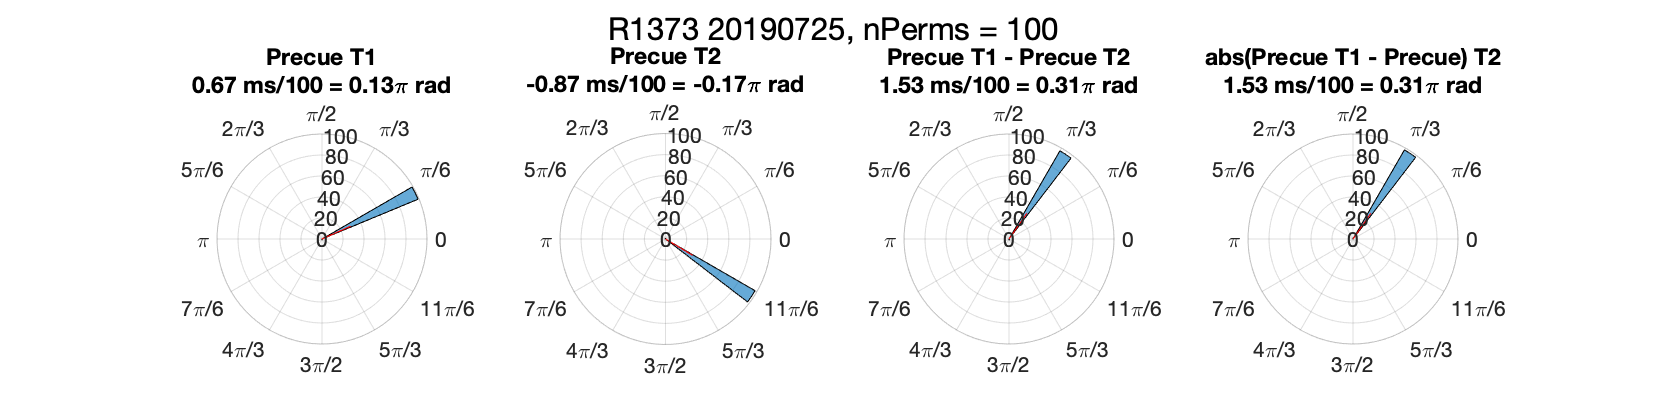 R1373 20190725, nPerms = 100
Precue T1
0.67 ms/100 = 0.13π rad
π/2
2π/3 100 π/3
80
5π/6 60 π/6
40
20
π 0 0
7π/6 11π/6
4π/3 5π/3
3π/2
Precue T2
-0.87 ms/100 = -0.17π rad
π/2
2π/3 100 π/3
80
5π/6 60 π/6
40
20
π 0 0
7π/6 11π/6
4π/3 5π/3
3π/2
Precue T1 - Precue T2
1.53 ms/100 = 0.31π rad
π/2
2π/3 100 π/3
80
5π/6 60 π/6
40
20
π 0 0
7π/6 11π/6
4π/3 5π/3
3π/2
abs(Precue T1 - Precue) T2
1.53 ms/100 = 0.31π rad
π/2
2π/3 100 π/3
80
5π/6 60 π/6
40
20
π 0 0
7π/6 11π/6
4π/3 5π/3
3π/2